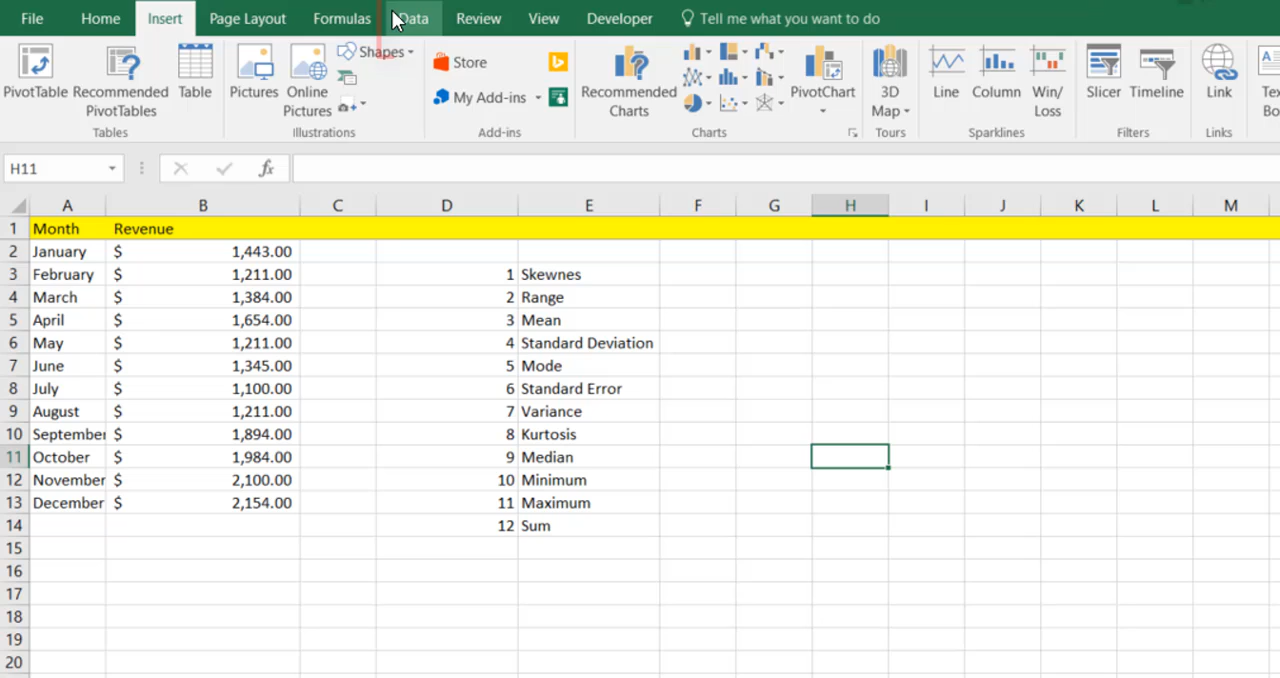 File Home Insert Page Layout Formulas Data Review View Developer Tell me what you want to do
PivotTable Recommended PivotTables Table Pictures Online Pictures Shapes Store My Add-ins Recommended Charts PivotChart 3D Map Line Column Win/ Loss Slicer Timeline Link
Tables Illustrations Add-ins Charts Tours Sparklines Filters Links
H11 fx
A B C D E F G H I J K L M
1 Month Revenue
2 January $ 1,443.00
3 February $ 1,211.00 1 Skewnes
4 March $ 1,384.00 2 Range
5 April $ 1,654.00 3 Mean
6 May $ 1,211.00 4 Standard Deviation
7 June $ 1,345.00 5 Mode
8 July $ 1,100.00 6 Standard Error
9 August $ 1,211.00 7 Variance
10 September $ 1,894.00 8 Kurtosis
11 October $ 1,984.00 9 Median
12 November $ 2,100.00 10 Minimum
13 December $ 2,154.00 11 Maximum
14 12 Sum
15
16
17
18
19
20